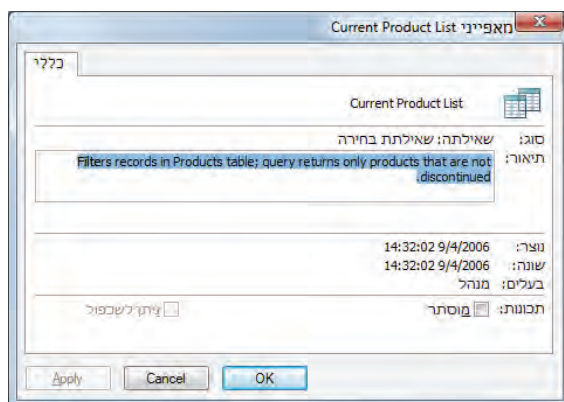 מאפייני Current Product List
כללי
Current Product List
סוג: שאילתה: שאילתת בחירה
תיאור: Filters records in Products table; query returns only products that are not
discontinued.
נוצר: 14:32:02 9/4/2006
שונה: 14:32:02 9/4/2006
בעלים: מנהל
תכונות: מוסתר ניתן לשכפול
OK Cancel Apply